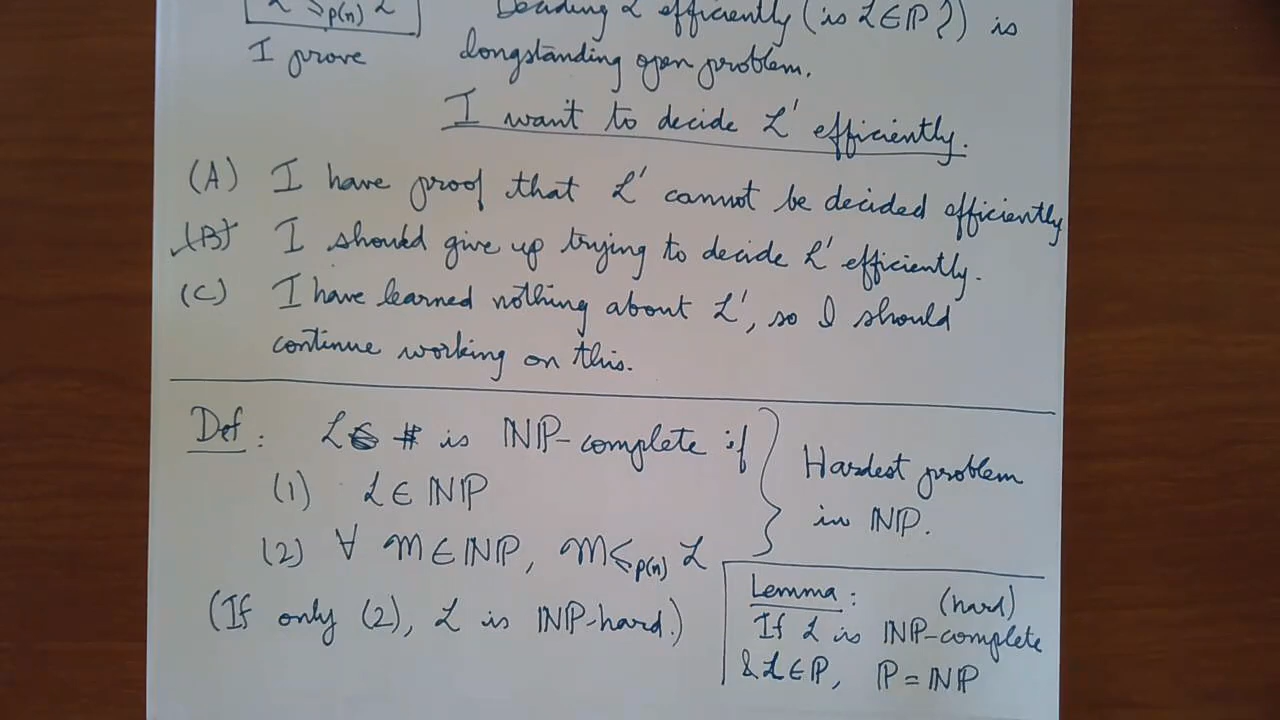 L ≤p(n) L' Deciding L efficiently (is L∈P?) is
I prove longstanding open problem.
I want to decide L' efficiently.
(A) I have proof that L' cannot be decided efficiently
(B) I should give up trying to decide L' efficiently.
(C) I have learned nothing about L', so I should
continue working on this.
Def: L is NP-complete if
(1) L ∈ NP
(2) ∀ M ∈ NP, M ≤p(n) L
(If only (2), L is NP-hard.)
Hardest problem
in NP.
Lemma: (hard)
If L is NP-complete
& L∈P, P = NP